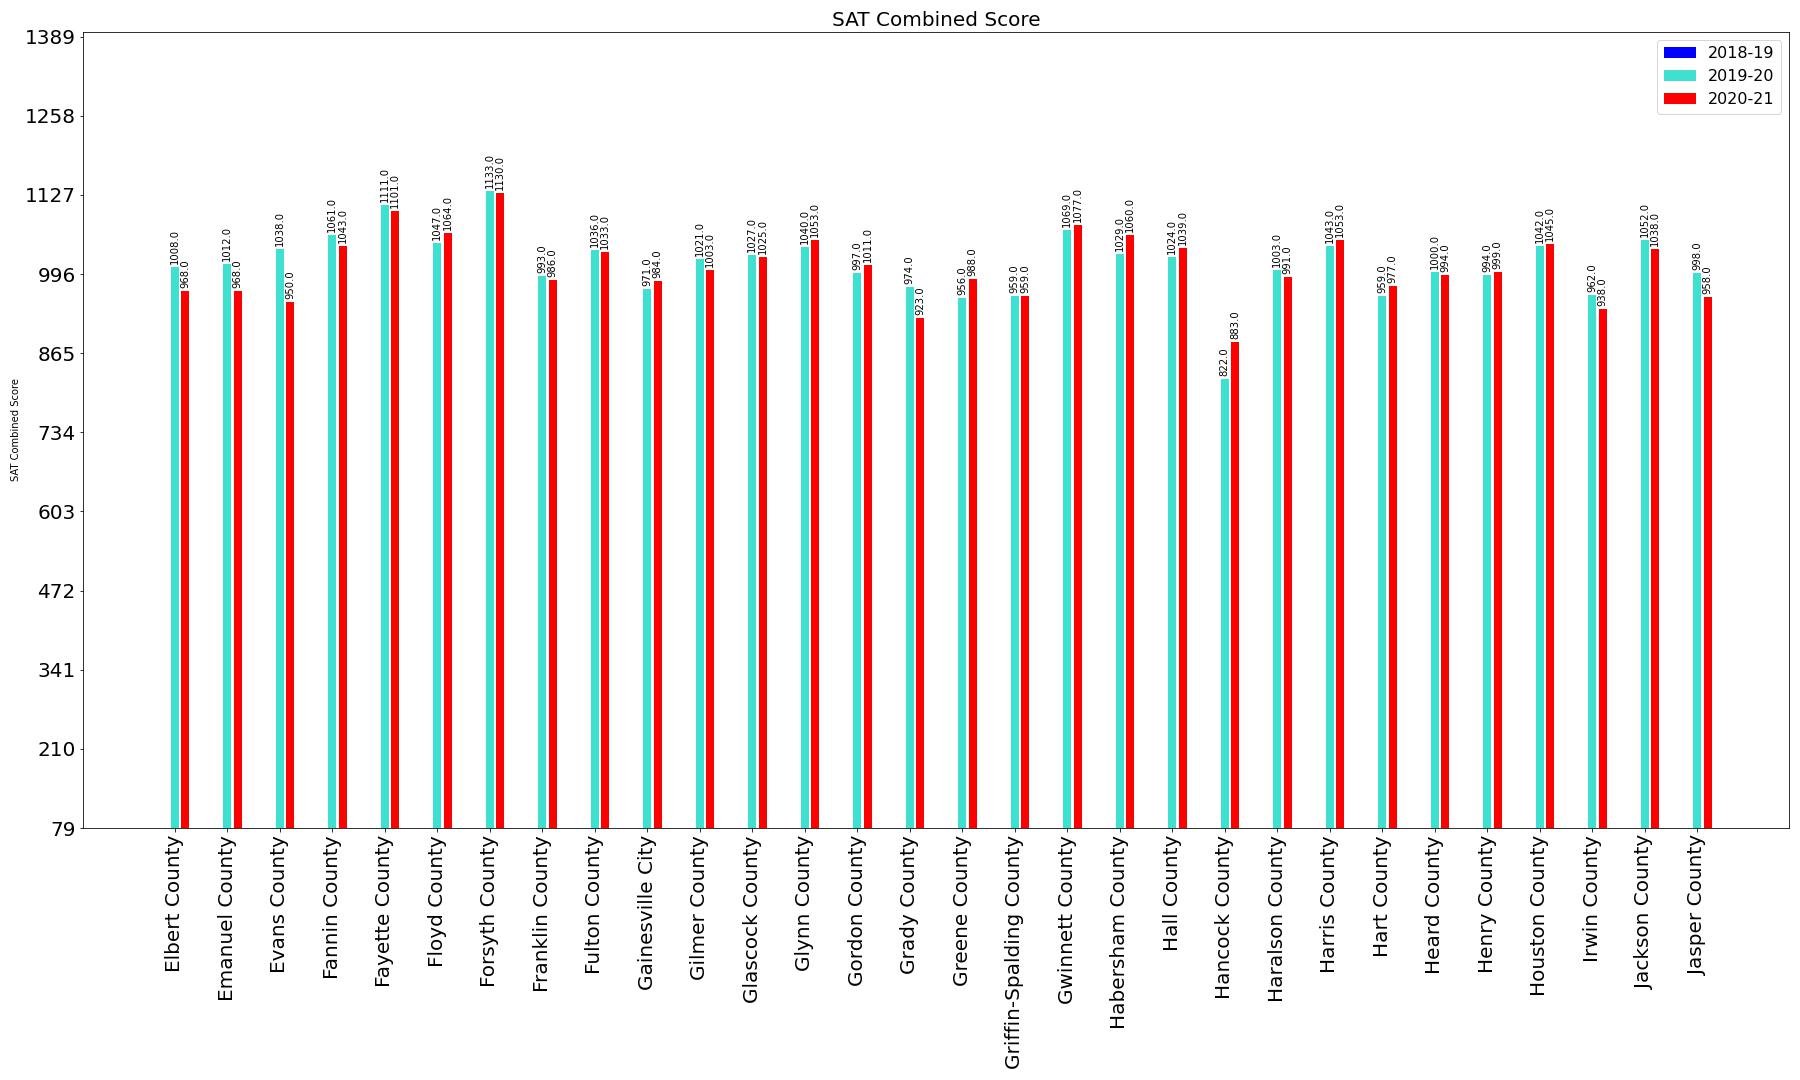 SAT Combined Score
2018-19
2019-20
2020-21
SAT Combined Score
1389
1258
1127
996
865
734
603
472
341
210
79
1008.0
968.0
1012.0
968.0
1038.0
950.0
1061.0
1043.0
1111.0
1101.0
1047.0
1064.0
1133.0
1130.0
993.0
986.0
1036.0
1033.0
971.0
984.0
1021.0
1003.0
1027.0
1025.0
1040.0
1053.0
997.0
1011.0
974.0
923.0
956.0
988.0
959.0
959.0
1069.0
1077.0
1029.0
1060.0
1024.0
1039.0
822.0
883.0
1003.0
991.0
1043.0
1053.0
959.0
977.0
1000.0
994.0
994.0
999.0
1042.0
1045.0
962.0
938.0
1052.0
1038.0
998.0
958.0
Elbert County
Emanuel County
Evans County
Fannin County
Fayette County
Floyd County
Forsyth County
Franklin County
Fulton County
Gainesville City
Gilmer County
Glascock County
Glynn County
Gordon County
Grady County
Greene County
Griffin-Spalding County
Gwinnett County
Habersham County
Hall County
Hancock County
Haralson County
Harris County
Hart County
Heard County
Henry County
Houston County
Irwin County
Jackson County
Jasper County